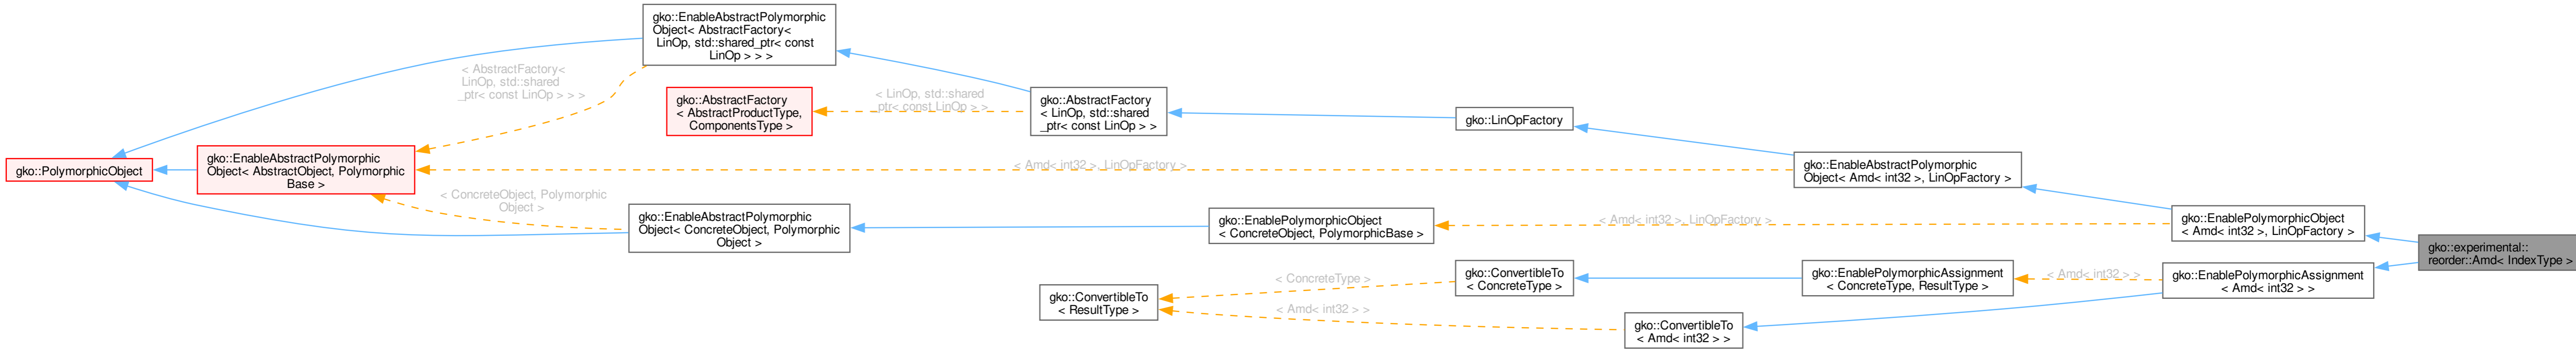 gko::EnableAbstractPolymorphic
Object< AbstractFactory<
LinOp, std::shared_ptr< const
LinOp > > >
< AbstractFactory<
LinOp, std::shared
_ptr< const LinOp > > >
gko::AbstractFactory
< AbstractProductType,
ComponentsType >
< LinOp, std::shared
_ptr< const LinOp > >
gko::AbstractFactory
< LinOp, std::shared
_ptr< const LinOp > >
gko::LinOpFactory
gko::PolymorphicObject
gko::EnableAbstractPolymorphic
Object< AbstractObject, Polymorphic
Base >
< Amd< int32 >, LinOpFactory >
gko::EnableAbstractPolymorphic
Object< Amd< int32 >, LinOpFactory >
< ConcreteObject, Polymorphic
Object >
gko::EnableAbstractPolymorphic
Object< ConcreteObject, Polymorphic
Object >
gko::EnablePolymorphicObject
< ConcreteObject, PolymorphicBase >
< Amd< int32 >, LinOpFactory >
gko::EnablePolymorphicObject
< Amd< int32 >, LinOpFactory >
gko::experimental::
reorder::Amd< IndexType >
gko::ConvertibleTo
< ResultType >
< ConcreteType >
gko::ConvertibleTo
< ConcreteType >
gko::EnablePolymorphicAssignment
< ConcreteType, ResultType >
< Amd< int32 > >
gko::EnablePolymorphicAssignment
< Amd< int32 > >
< Amd< int32 > >
gko::ConvertibleTo
< Amd< int32 > >